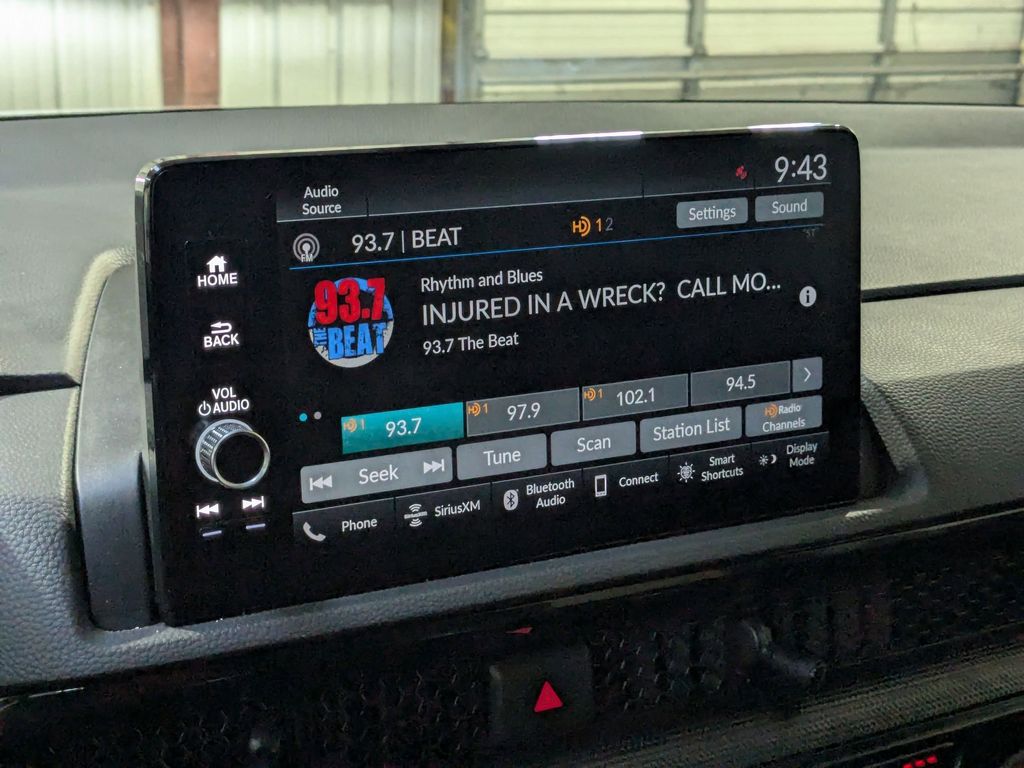 Audio
Source
9:43
FM
93.7 | BEAT
HD 1 2
Settings
Sound
ST
HOME
BACK
VOL
AUDIO
93.7
THE
BEAT
Rhythm and Blues
INJURED IN A WRECK? CALL MO...
93.7 The Beat
i
HD 1 93.7
HD 1 97.9
HD 1 102.1
94.5
Seek
Tune
Scan
Station List
HD Radio
Channels
Phone
SiriusXM
Bluetooth
Audio
Connect
Smart
Shortcuts
Display
Mode